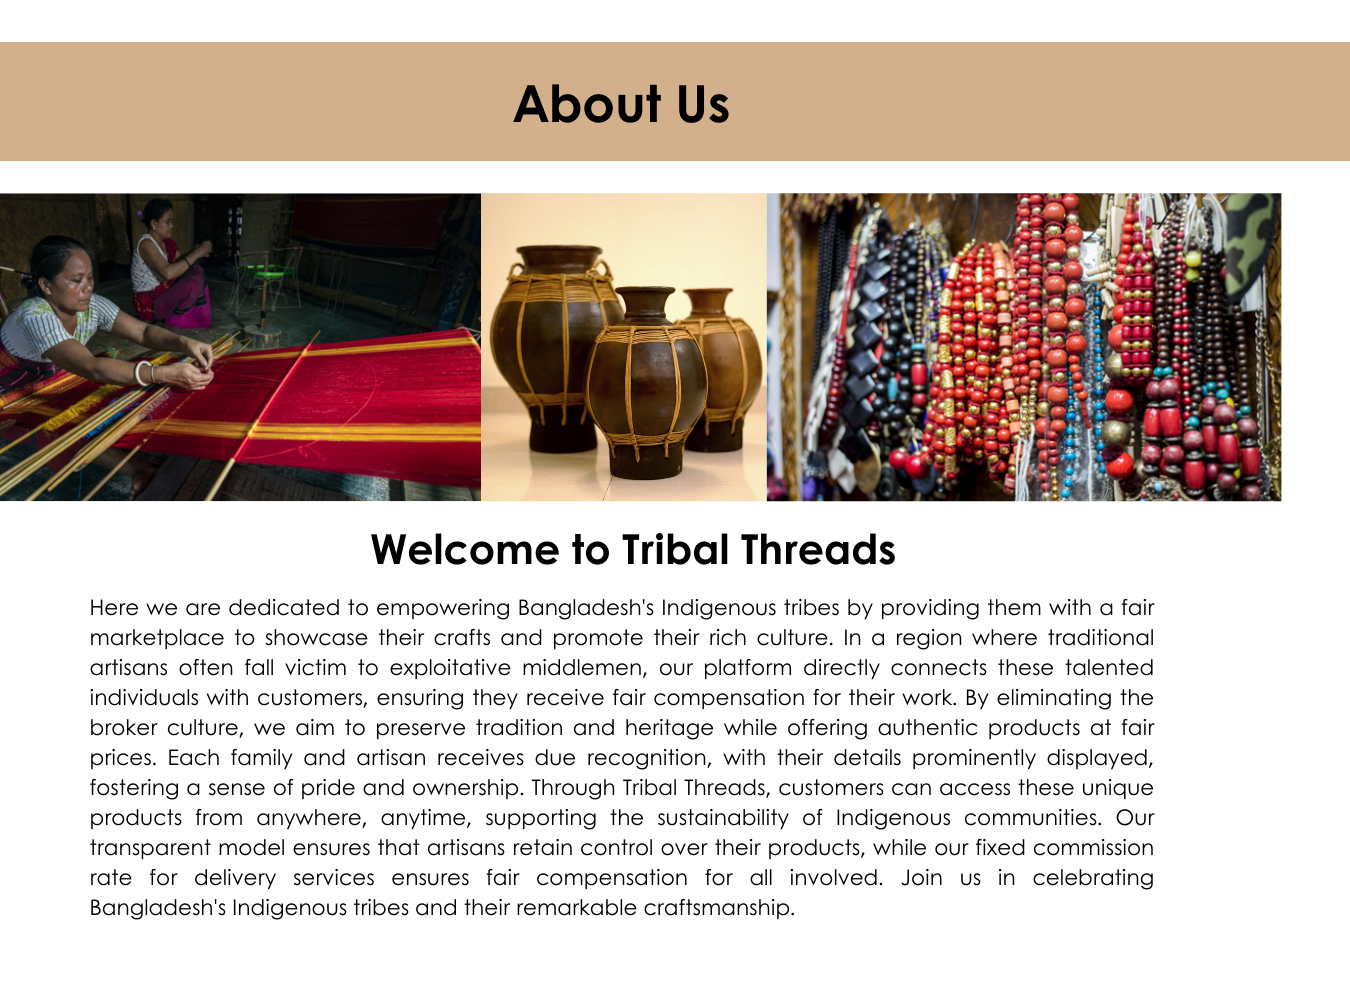 About Us
Welcome to Tribal Threads
Here we are dedicated to empowering Bangladesh's Indigenous tribes by providing them with a fair
marketplace to showcase their crafts and promote their rich culture. In a region where traditional
artisans often fall victim to exploitative middlemen, our platform directly connects these talented
individuals with customers, ensuring they receive fair compensation for their work. By eliminating the
broker culture, we aim to preserve tradition and heritage while offering authentic products at fair
prices. Each family and artisan receives due recognition, with their details prominently displayed,
fostering a sense of pride and ownership. Through Tribal Threads, customers can access these unique
products from anywhere, anytime, supporting the sustainability of Indigenous communities. Our
transparent model ensures that artisans retain control over their products, while our fixed commission
rate for delivery services ensures fair compensation for all involved. Join us in celebrating
Bangladesh's Indigenous tribes and their remarkable craftsmanship.